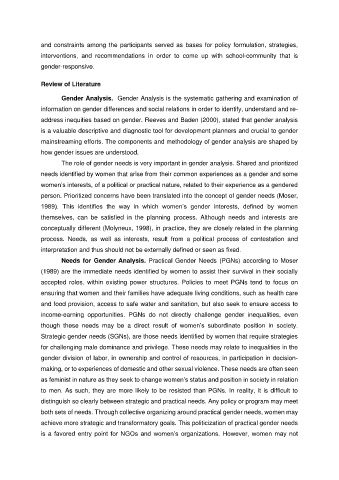 and constraints among the participants served as bases for policy formulation, strategies,
interventions, and recommendations in order to come up with school-community that is
gender-responsive.
Review of Literature
Gender Analysis. Gender Analysis is the systematic gathering and examination of
information on gender differences and social relations in order to identify, understand and re-
address inequities based on gender. Reeves and Baden (2000), stated that gender analysis
is a valuable descriptive and diagnostic tool for development planners and crucial to gender
mainstreaming efforts. The components and methodology of gender analysis are shaped by
how gender issues are understood.
The role of gender needs is very important in gender analysis. Shared and prioritized
needs identified by women that arise from their common experiences as a gender and some
women's interests, of a political or practical nature, related to their experience as a gendered
person. Prioritized concerns have been translated into the concept of gender needs (Moser,
1989). This identifies the way in which women's gender interests, defined by women
themselves, can be satisfied in the planning process. Although needs and interests are
conceptually different (Molyneux, 1998), in practice, they are closely related in the planning
process. Needs, as well as interests, result from a political process of contestation and
interpretation and thus should not be externally defined or seen as fixed.
Needs for Gender Analysis. Practical Gender Needs (PGNs) according to Moser
(1989) are the immediate needs identified by women to assist their survival in their socially
accepted roles, within existing power structures. Policies to meet PGNs tend to focus on
ensuring that women and their families have adequate living conditions, such as health care
and food provision, access to safe water and sanitation, but also seek to ensure access to
income-earning opportunities. PGNs do not directly challenge gender inequalities, even
though these needs may be a direct result of women's subordinate position in society.
Strategic gender needs (SGNs), are those needs identified by women that require strategies
for challenging male dominance and privilege. These needs may relate to inequalities in the
gender division of labor, in ownership and control of resources, in participation in decision-
making, or to experiences of domestic and other sexual violence. These needs are often seen
as feminist in nature as they seek to change women's status and position in society in relation
to men. As such, they are more likely to be resisted than PGNs. In reality, it is difficult to
distinguish so clearly between strategic and practical needs. Any policy or program may meet
both sets of needs. Through collective organizing around practical gender needs, women may
achieve more strategic and transformatory goals. This politicization of practical gender needs
is a favored entry point for NGOs and women's organizations. However, women may not